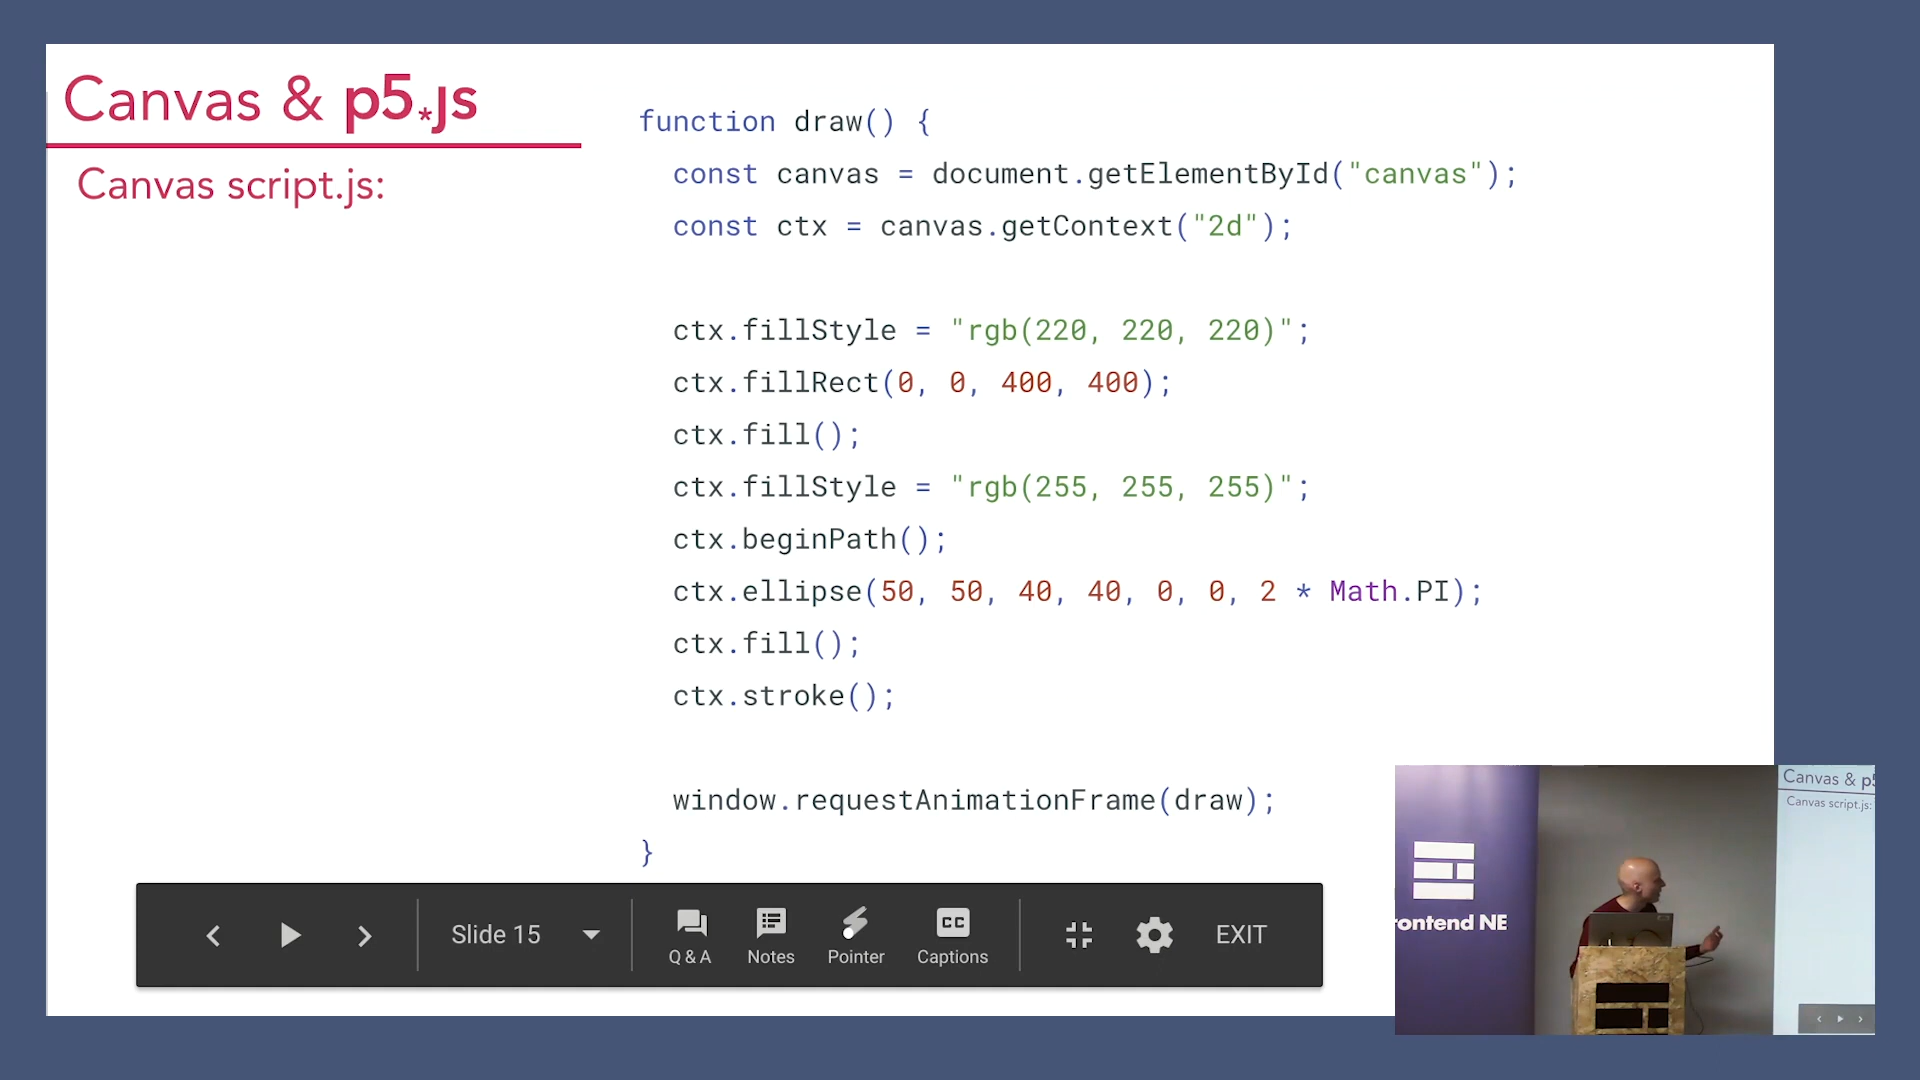 Canvas & p5.js
Canvas script.js:
function draw() {
const canvas = document.getElementById("canvas");
const ctx = canvas.getContext("2d");
ctx.fillStyle = "rgb(220, 220, 220)";
ctx.fillRect(0, 0, 400, 400);
ctx.fill();
ctx.fillStyle = "rgb(255, 255, 255)";
ctx.beginPath();
ctx.ellipse(50, 50, 40, 40, 0, 0, 2 * Math.PI);
ctx.fill();
ctx.stroke();
window.requestAnimationFrame(draw);
}
Slide 15
Q & A
Notes
Pointer
CC
Captions
EXIT
Canvas & p5
Canvas script.js:
ontend NE